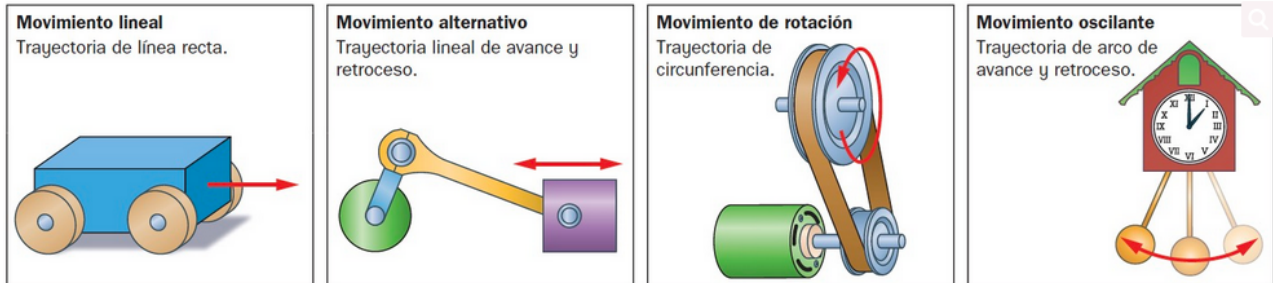 Movimiento lineal
Trayectoria de línea recta.
Movimiento alternativo
Trayectoria lineal de avance y
retroceso.
Movimiento de rotación
Trayectoria de
circunferencia.
Movimiento oscilante
Trayectoria de arco de
avance y retroceso.
XII
I
II
III
IV
V
VI
VII
VIII
IX
X
XI